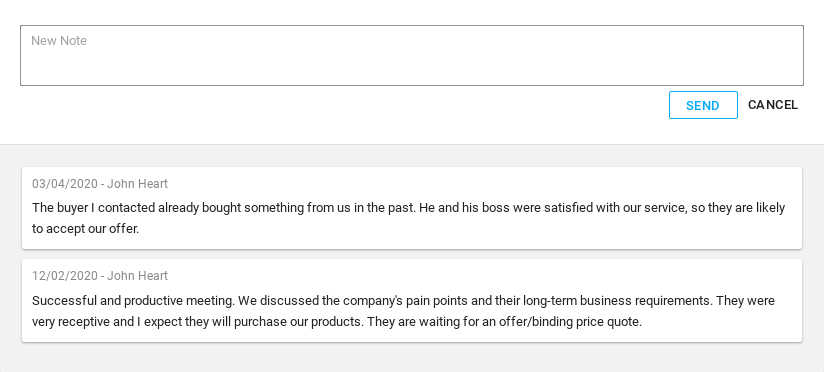 New Note
SEND CANCEL
03/04/2020 - John Heart
The buyer I contacted already bought something from us in the past. He and his boss were satisfied with our service, so they are likely
to accept our offer.
12/02/2020 - John Heart
Successful and productive meeting. We discussed the company's pain points and their long-term business requirements. They were
very receptive and I expect they will purchase our products. They are waiting for an offer/binding price quote.